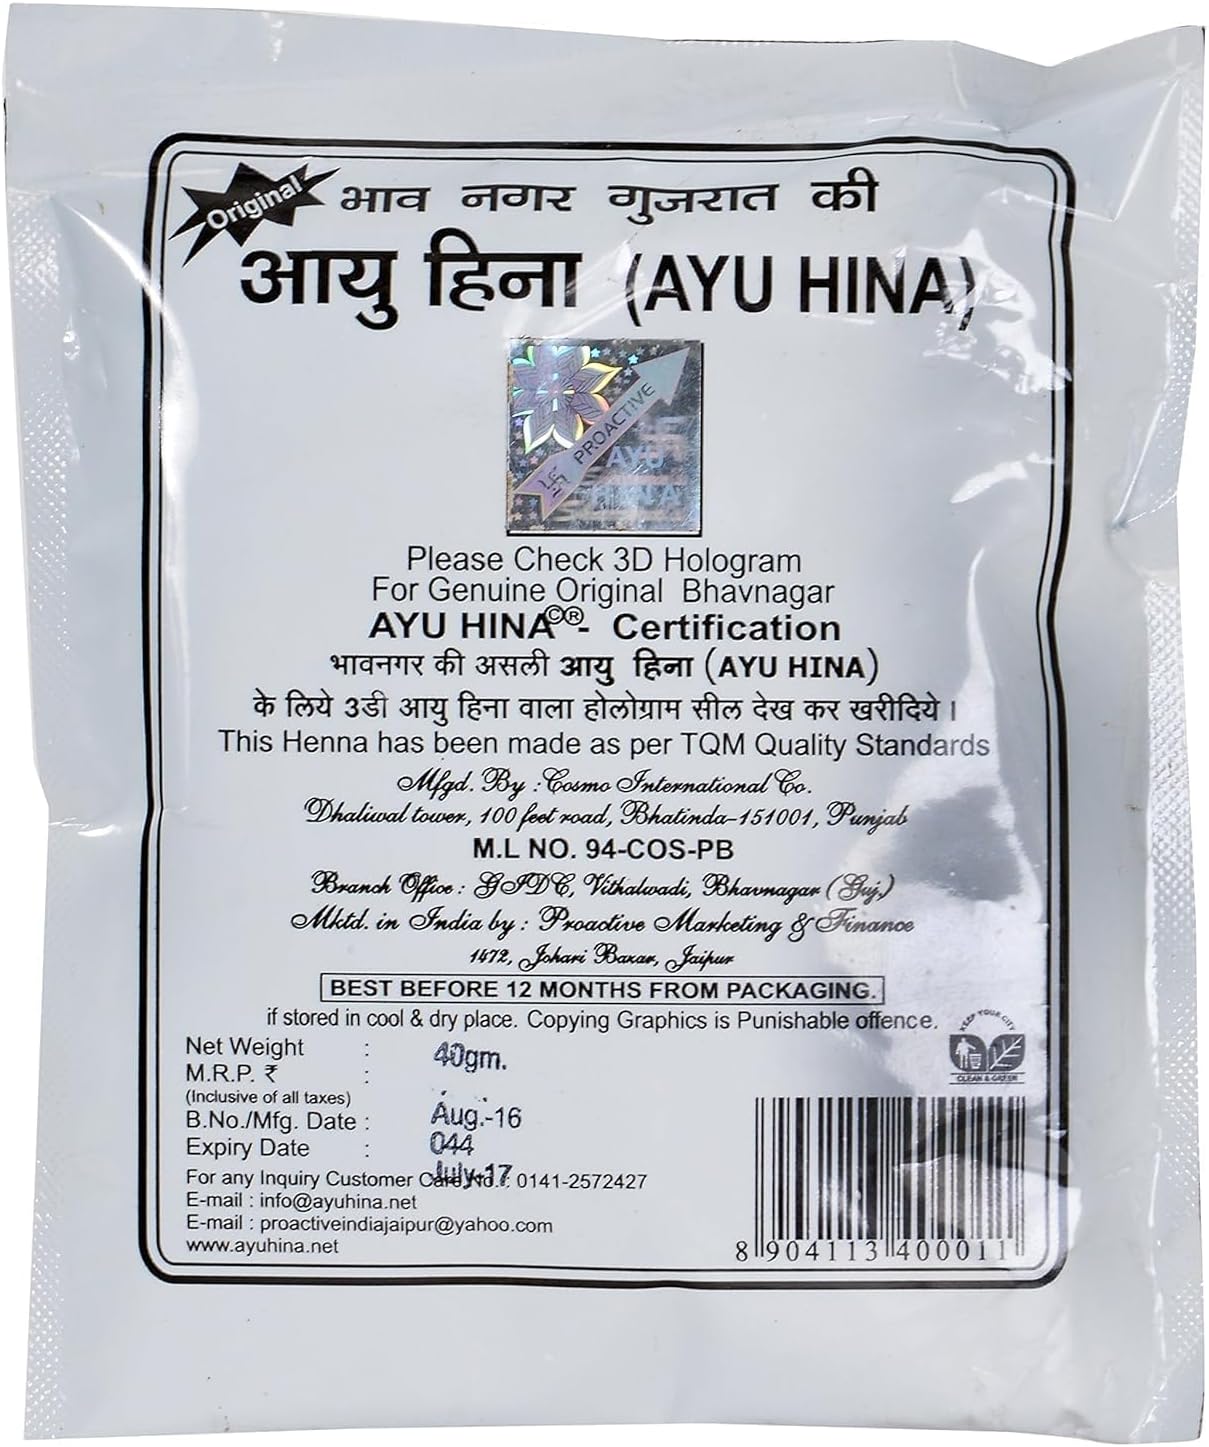 Original
भाव नगर गुजरात की
आयु हिना (AYU HINA)
PROACTIVE
AYU
HINA
Please Check 3D Hologram
For Genuine Original Bhavnagar
AYU HINA©®- Certification
भावनगर की असली आयु हिना (AYU HINA)
के लिये 3डी आयु हिना वाला होलोग्राम सील देख कर खरीदिये ।
This Henna has been made as per TQM Quality Standards
Mfgd. By : Cosmo International Co.
Dhaliwal tower, 100 feet road, Bhatinda-151001, Punjab
M.L NO. 94-COS-PB
Branch Office : GIDC, Vithalwadi, Bhavnagar (Guj.)
Mktd. in India by : Proactive Marketing & Finance
1472, Johari Bazar, Jaipur
BEST BEFORE 12 MONTHS FROM PACKAGING.
if stored in cool & dry place. Copying Graphics is Punishable offence.
KEEP YOUR CITY
CLEAN & GREEN
Net Weight : 40gm.
M.R.P. ₹ :
(Inclusive of all taxes)
B.No./Mfg. Date : Aug.-16
Expiry Date : 044
July-17
For any Inquiry Customer Care No.: 0141-2572427
E-mail : info@ayuhina.net
E-mail : proactiveindiajaipur@yahoo.com
www.ayuhina.net
8 904113 400011